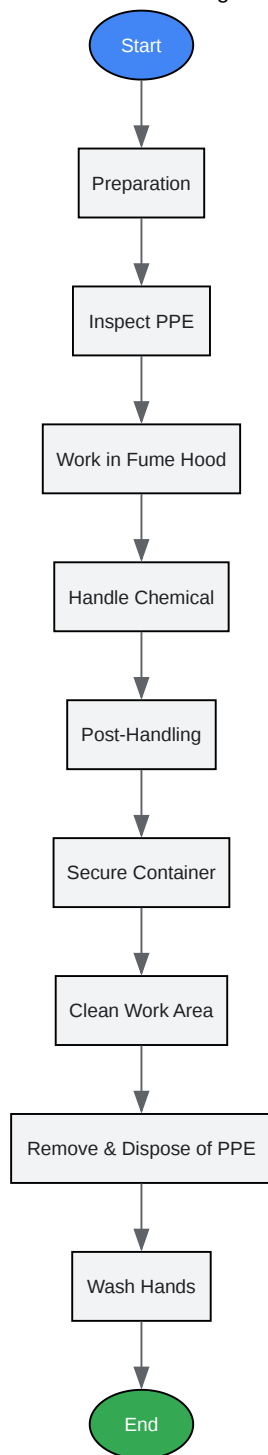 Start
Preparation
Inspect PPE
Work in Fume Hood
Handle Chemical
Post-Handling
Secure Container
Clean Work Area
Remove & Dispose of PPE
Wash Hands
End